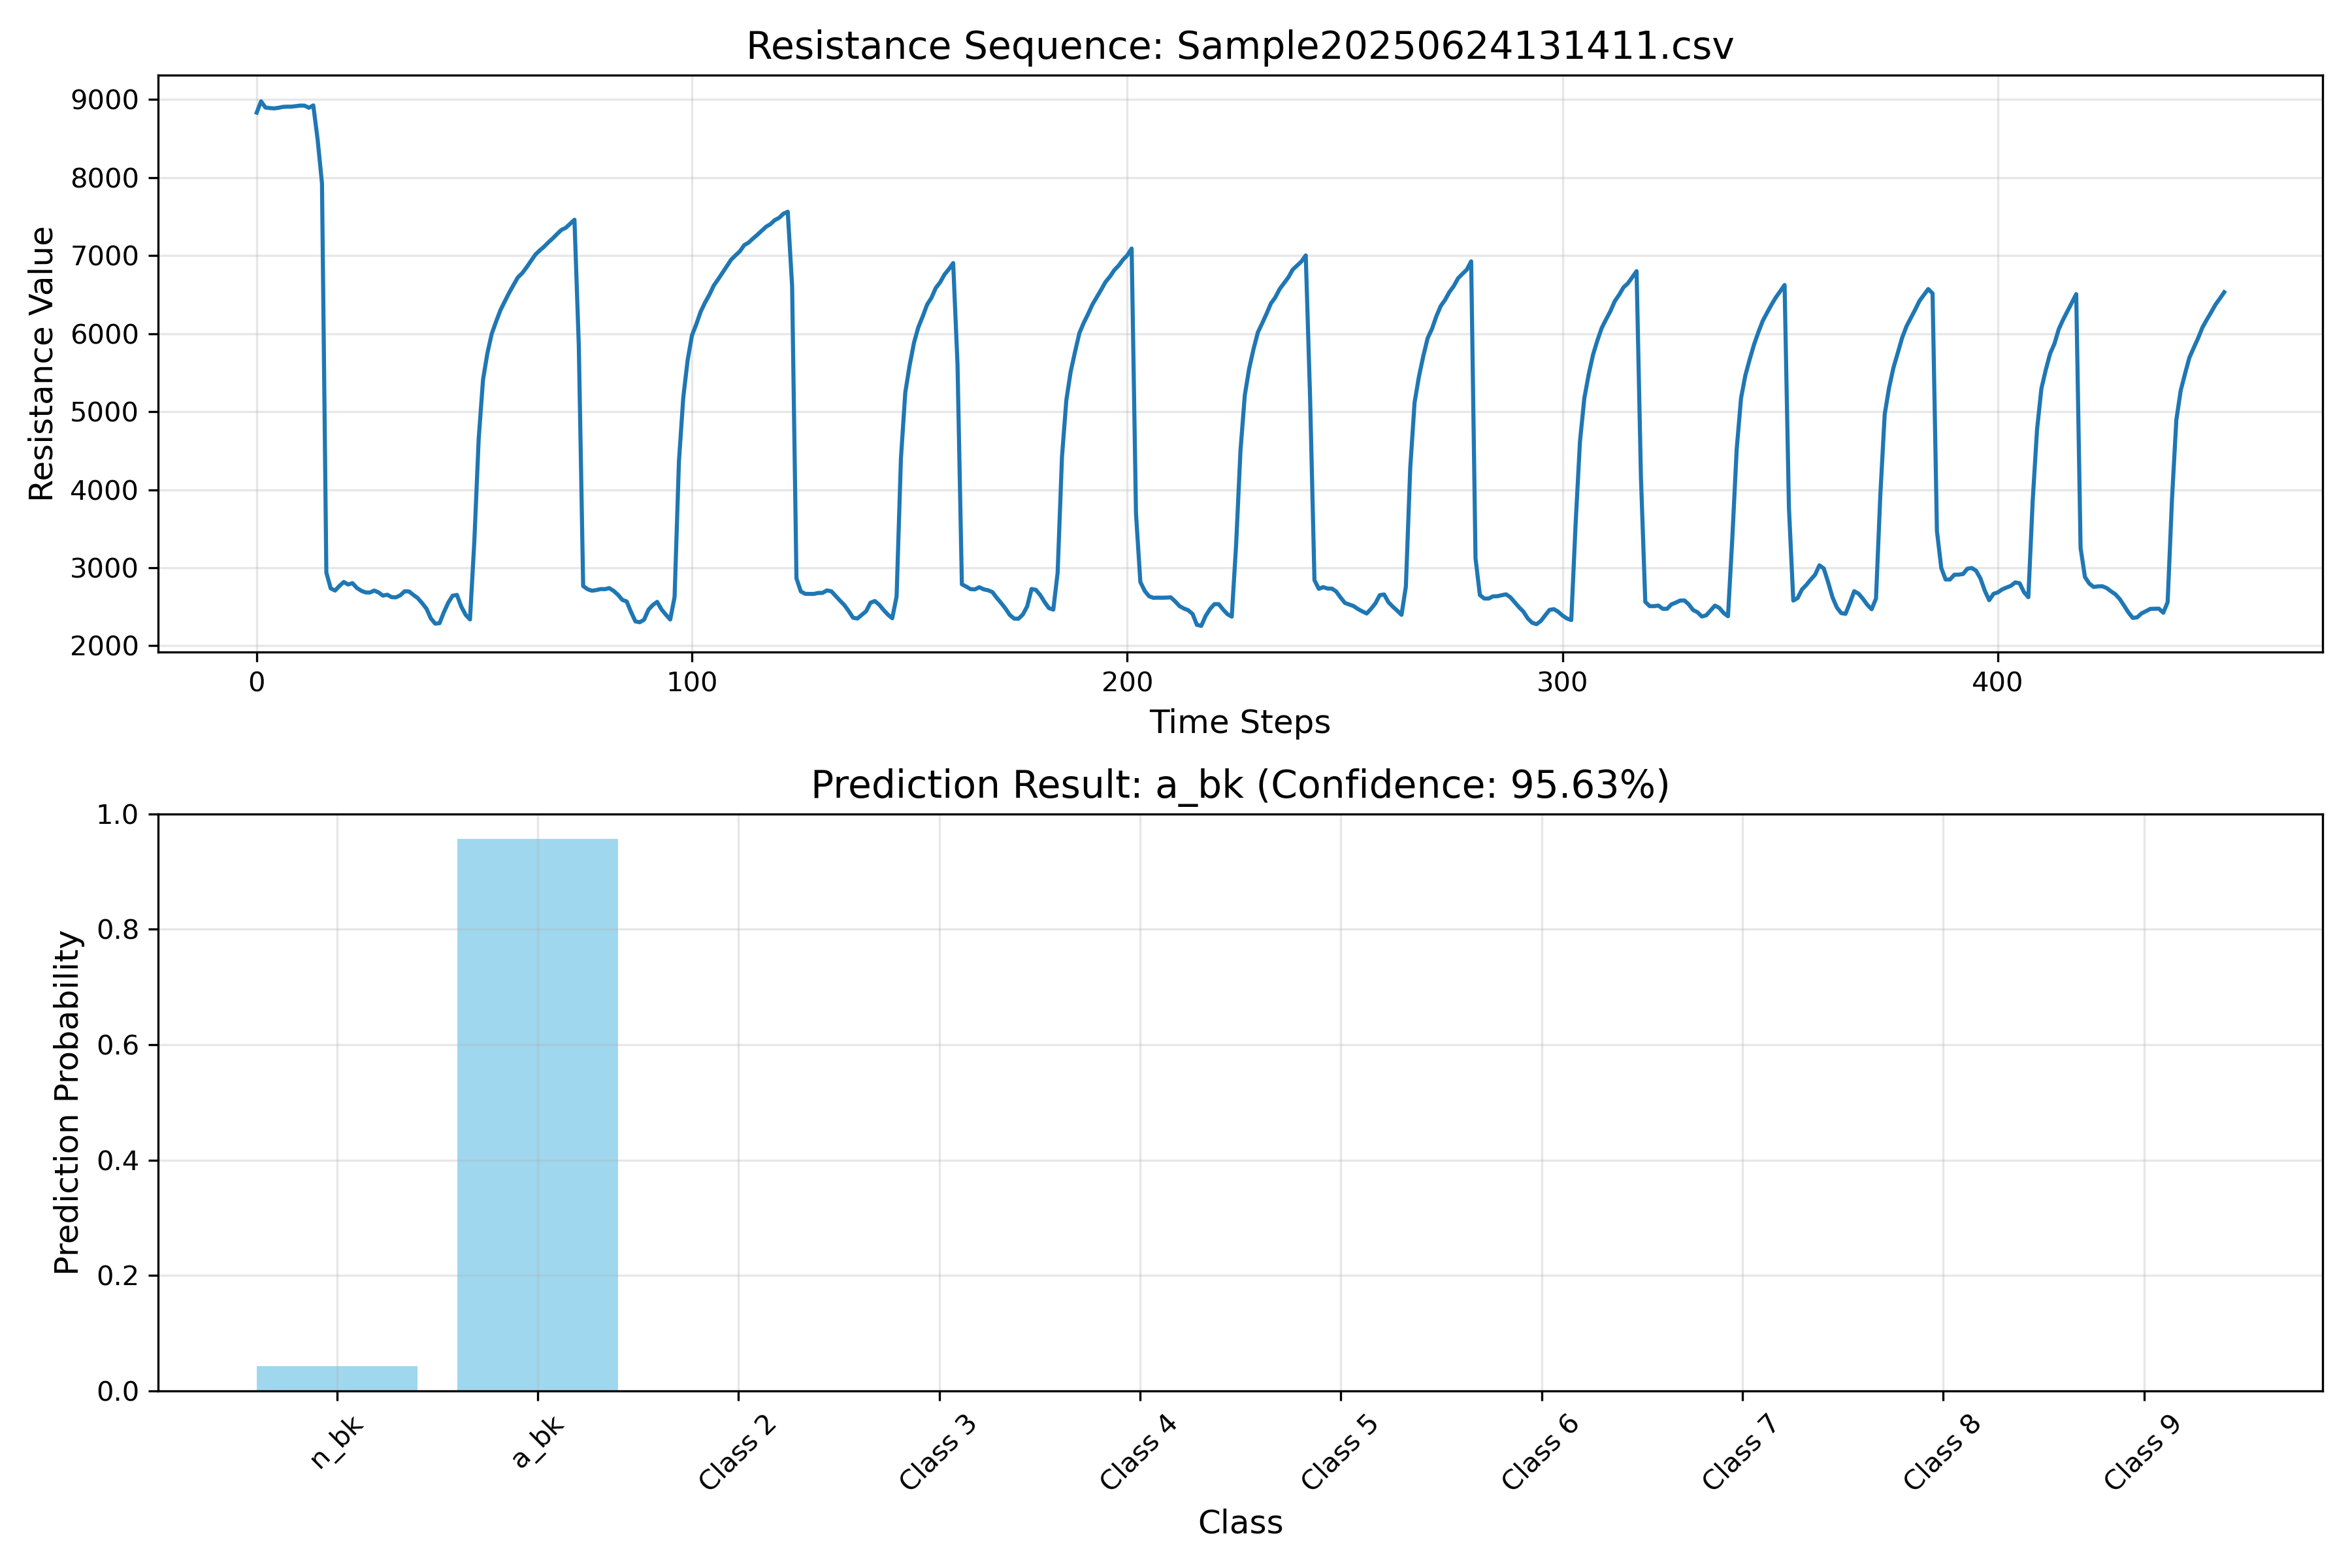 Resistance Sequence: Sample20250624131411.csv
Resistance Value
9000
8000
7000
6000
5000
4000
3000
2000
0 100 200 300 400
Time Steps
Prediction Result: a_bk (Confidence: 95.63%)
Prediction Probability
1.0
0.8
0.6
0.4
0.2
0.0
n_bk a_bk Class 2 Class 3 Class 4 Class 5 Class 6 Class 7 Class 8 Class 9
Class